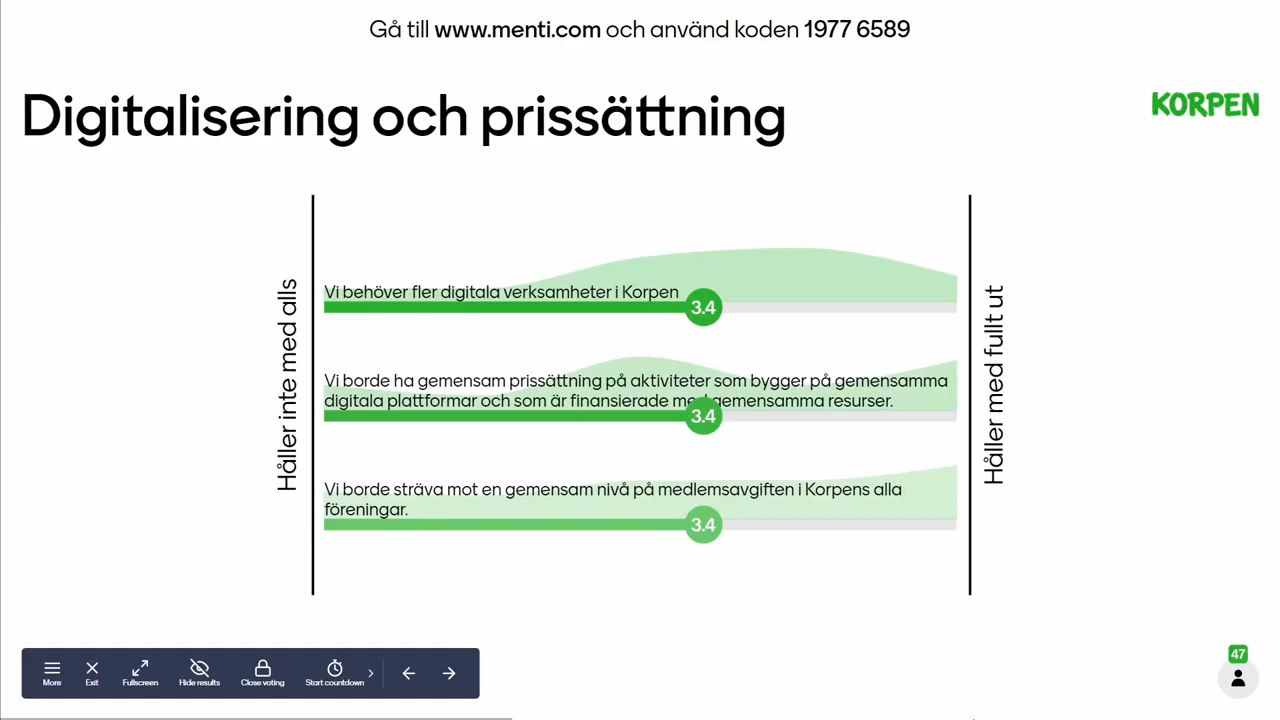 Gå till www.menti.com och använd koden 1977 6589
Digitalisering och prissättning
KORPEN
Håller inte med alls
Vi behöver fler digitala verksamheter i Korpen
3.4
Vi borde ha gemensam prissättning på aktiviteter som bygger på gemensamma
digitala plattformar och som är finansierade med gemensamma resurser.
3.4
Vi borde sträva mot en gemensam nivå på medlemsavgiften i Korpens alla
föreningar.
3.4
Håller med fullt ut
More Exit Fullscreen Hide results Close voting Start countdown
47